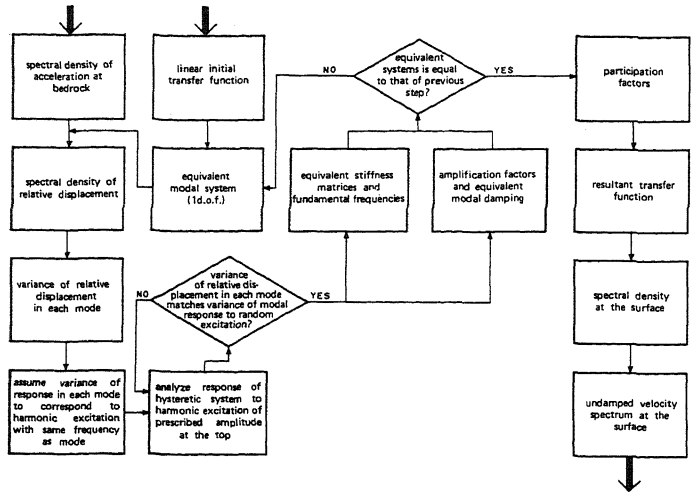 spectral density of
acceleration at
bedrock
linear initial
transfer function
equivalent
systems is equal
to that of previous
step?
NO
YES
participation
factors
spectral density of
relative displacement
equivalent
modal system
(1d.o.f.)
equivalent stiffness
matrices and
fundamental frequencies
amplification factors
and equivalent
modal damping
resultant transfer
function
variance of relative
displacement
in each mode
NO
variance
of relative dis-
placement in each mode
matches variance of modal
response to random
excitation?
YES
spectral density
at the surface
assume variance of
response in each mode
to correspond to
harmonic excitation
with same frequency
as mode
analyze response of
hysteretic system to
harmonic excitation of
prescribed amplitude
at the top
undamped velocity
spectrum at the
surface